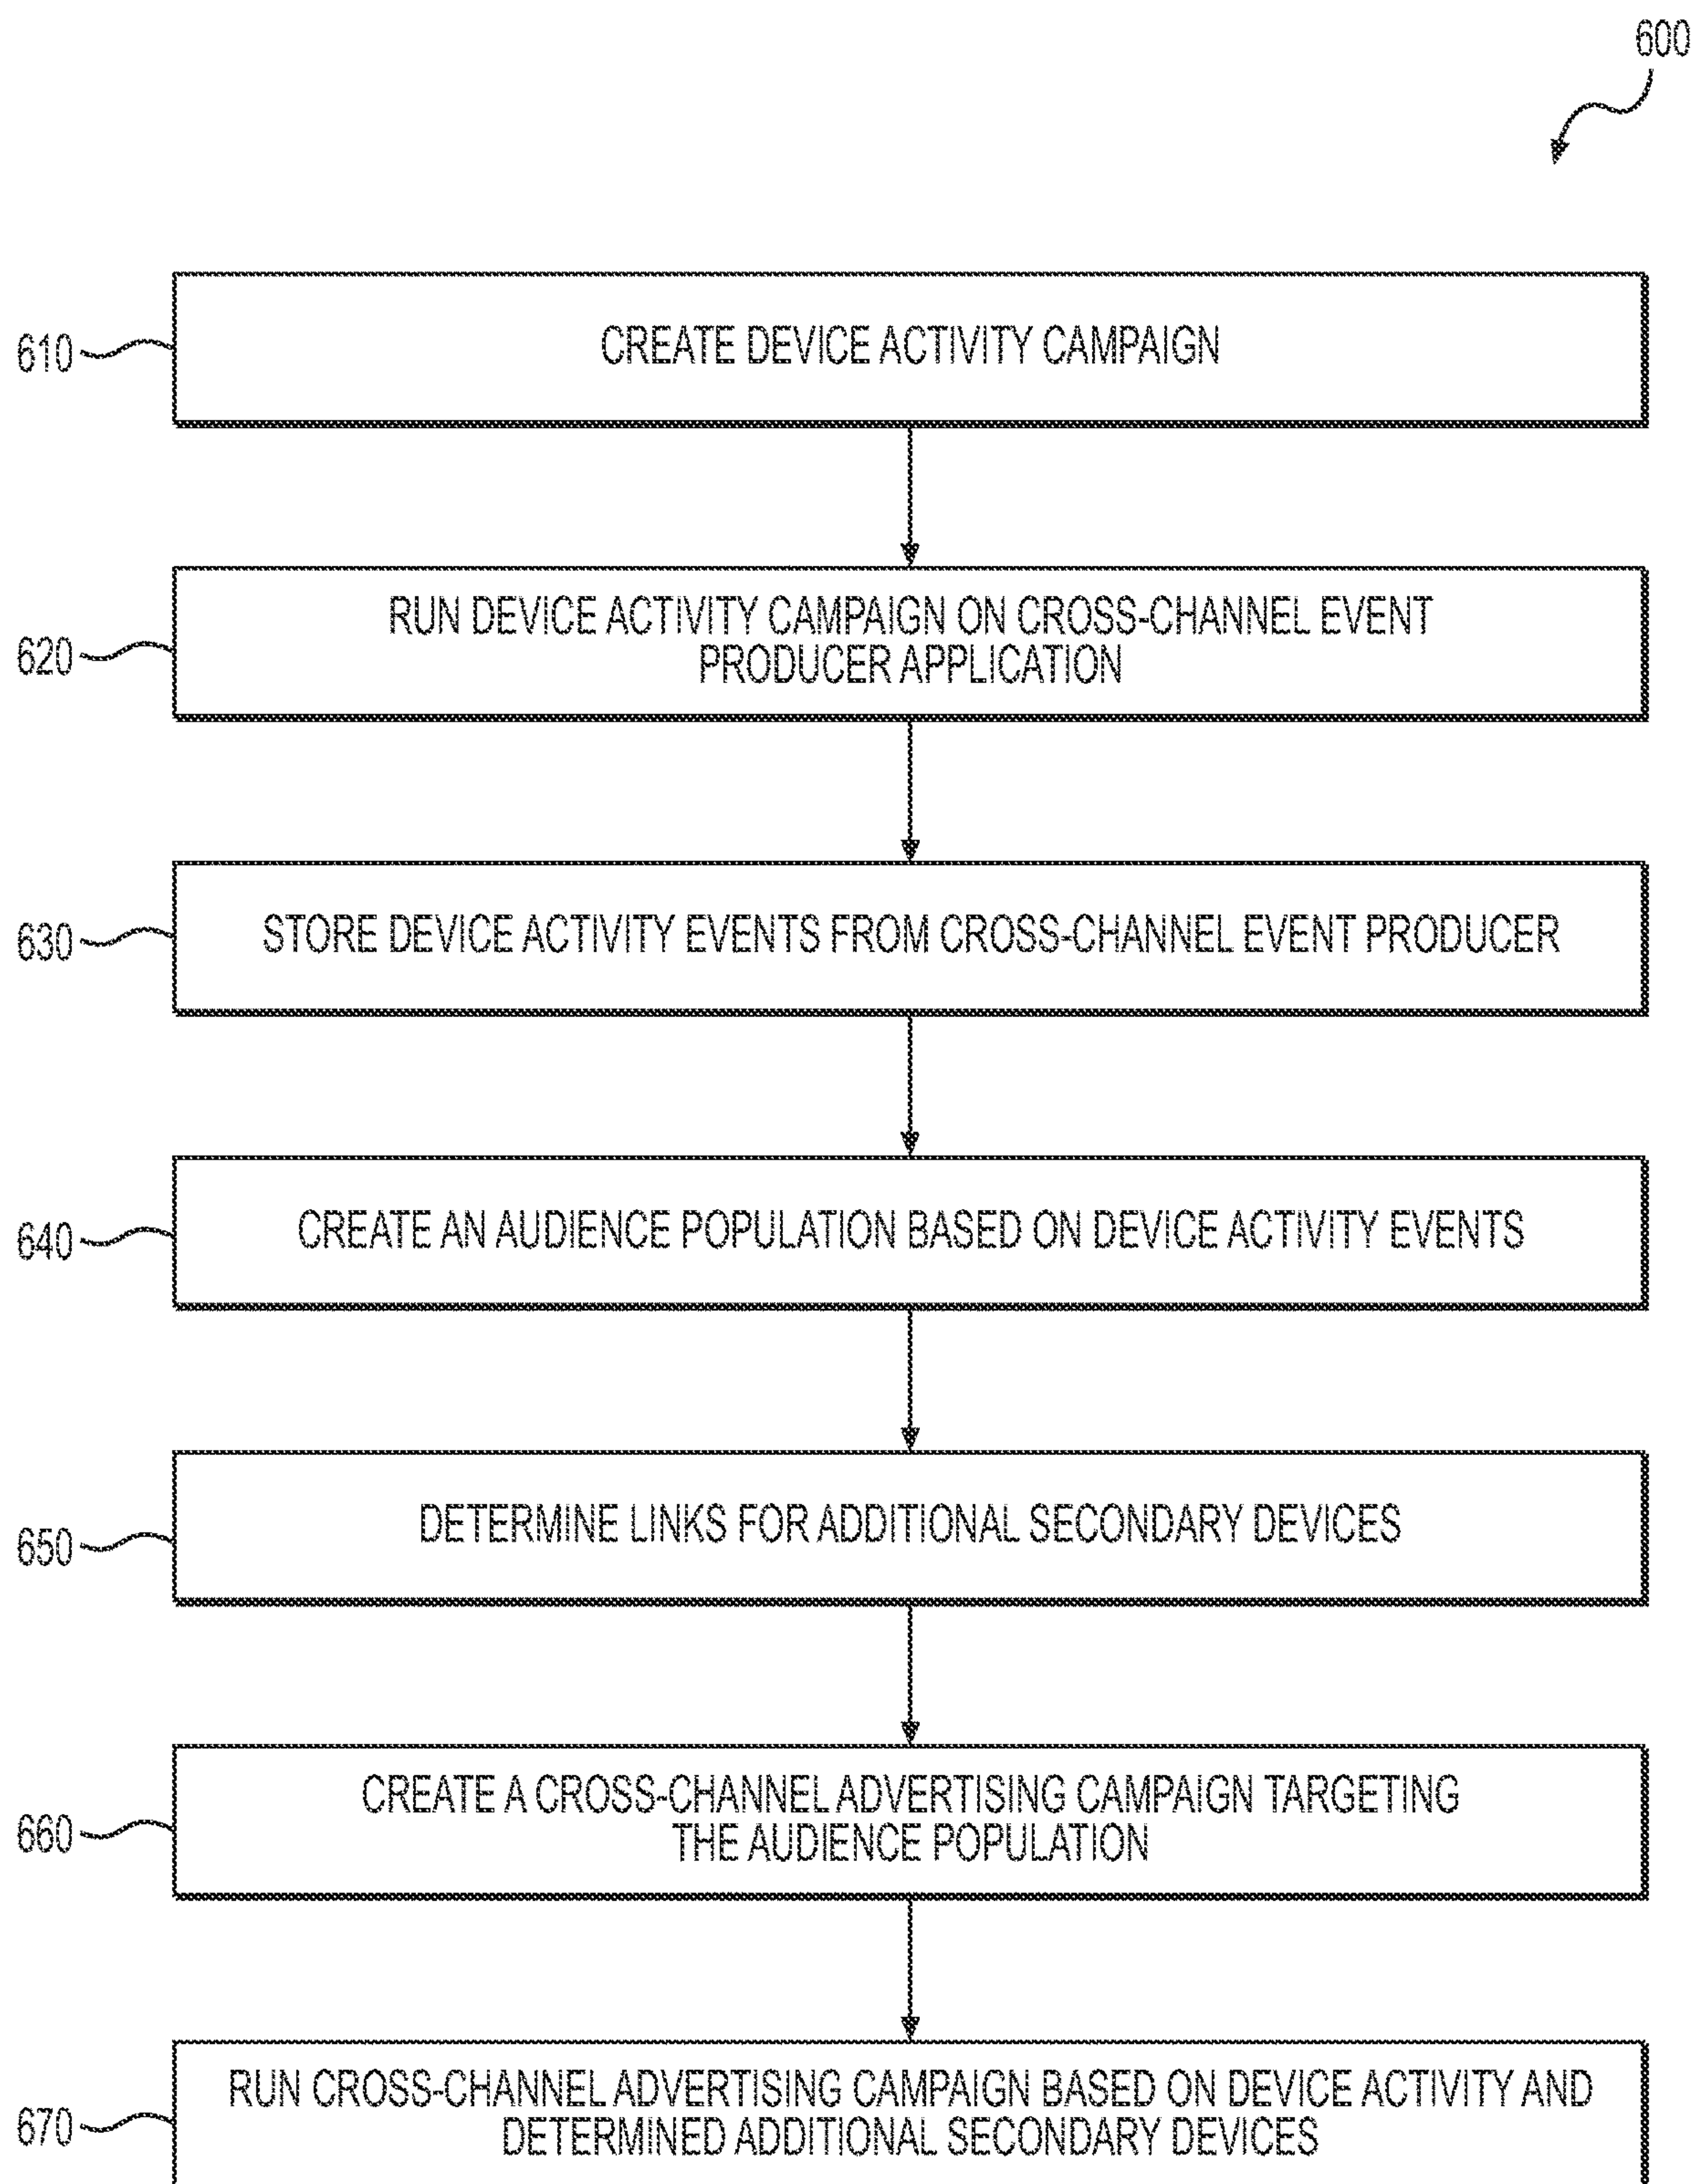 600
610
CREATE DEVICE ACTIVITY CAMPAIGN
620
RUN DEVICE ACTIVITY CAMPAIGN ON CROSS-CHANNEL EVENT
PRODUCER APPLICATION
630
STORE DEVICE ACTIVITY EVENTS FROM CROSS-CHANNEL EVENT PRODUCER
640
CREATE AN AUDIENCE POPULATION BASED ON DEVICE ACTIVITY EVENTS
650
DETERMINE LINKS FOR ADDITIONAL SECONDARY DEVICES
660
CREATE A CROSS-CHANNEL ADVERTISING CAMPAIGN TARGETING
THE AUDIENCE POPULATION
670
RUN CROSS-CHANNEL ADVERTISING CAMPAIGN BASED ON DEVICE ACTIVITY AND
DETERMINED ADDITIONAL SECONDARY DEVICES